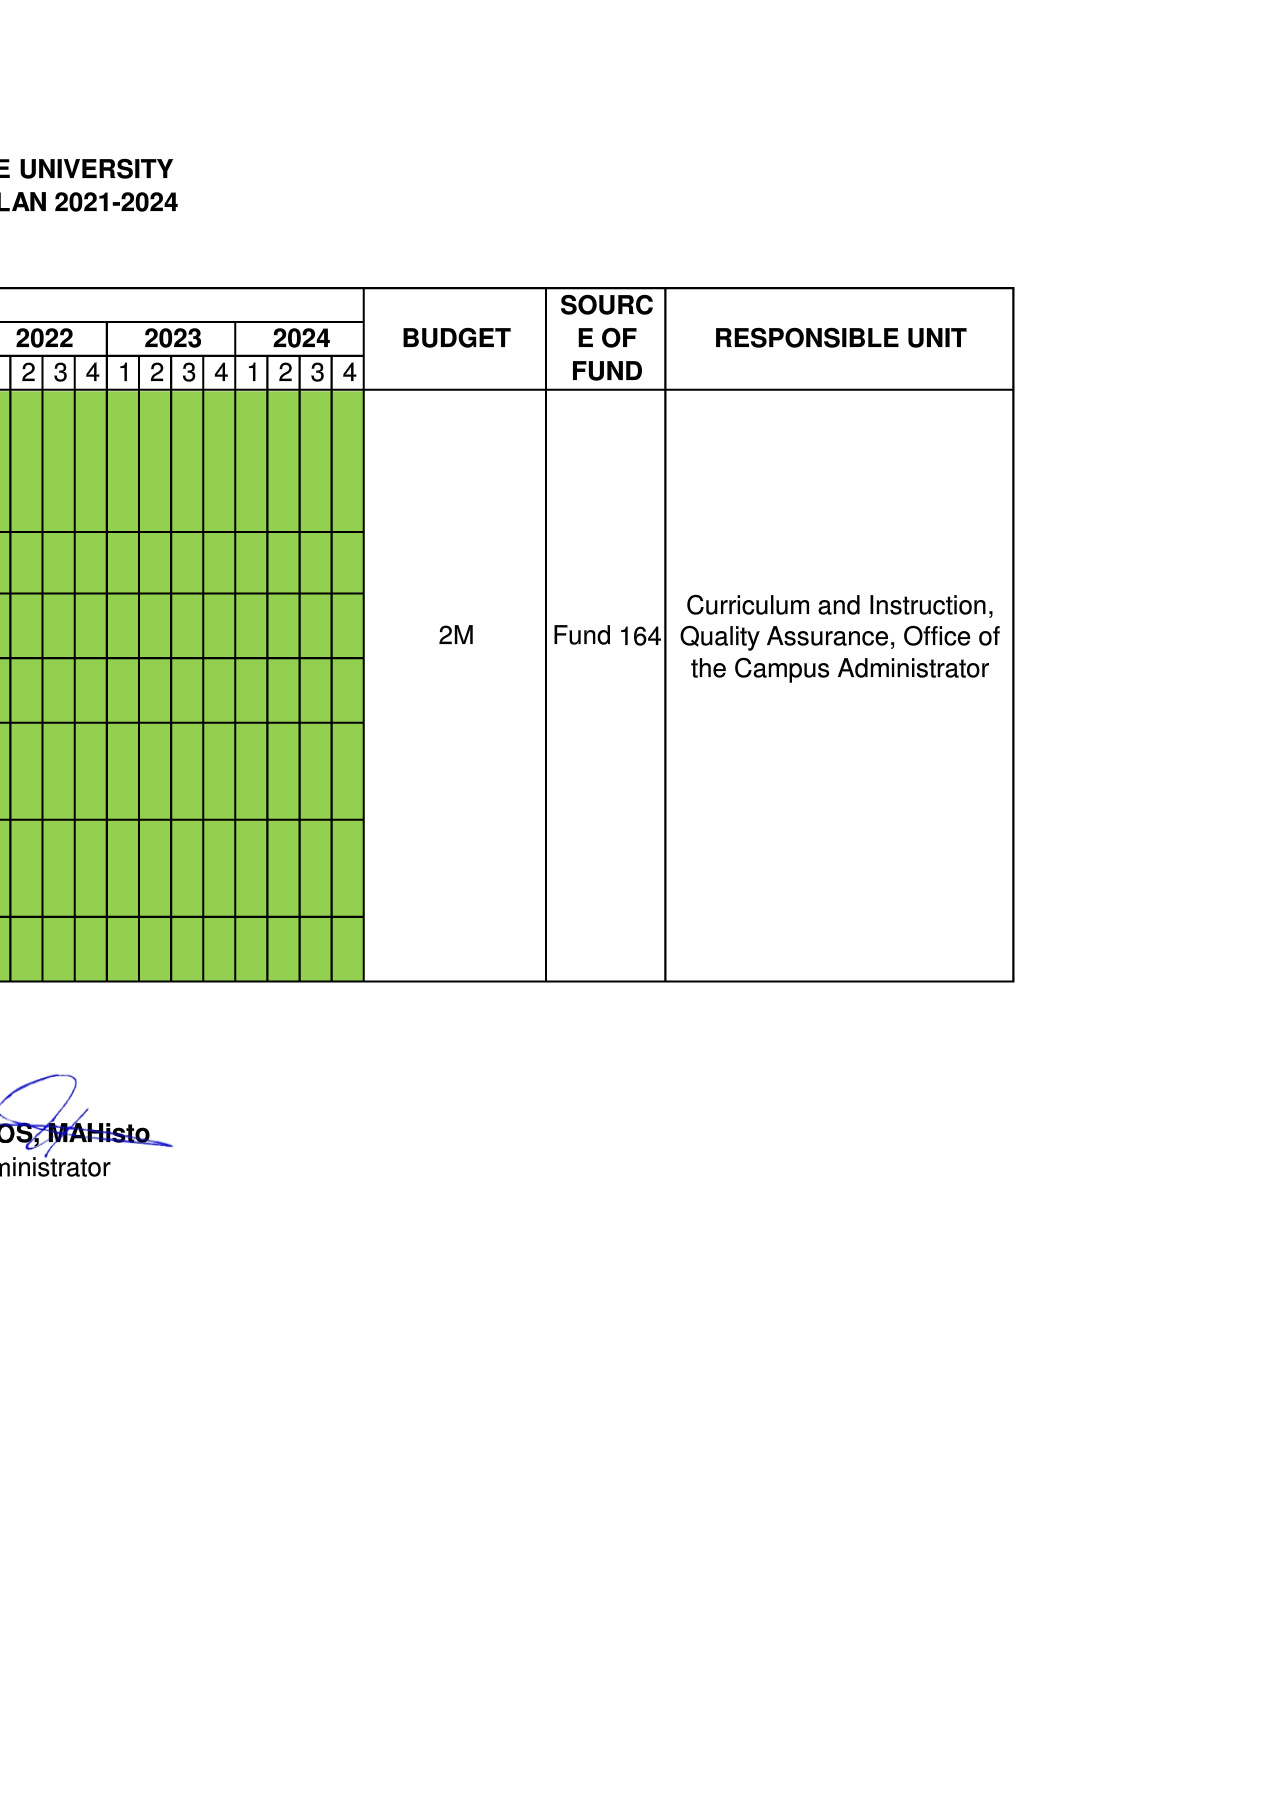 E UNIVERSITY
LAN 2021-2024
SOURC
E OF
FUND
BUDGET
RESPONSIBLE UNIT
2022 2023 2024
2 3 4 1 2 3 4 1 2 3 4
2M
Fund 164
Curriculum and Instruction,
Quality Assurance, Office of
the Campus Administrator
OS, MAHisto
ministrator